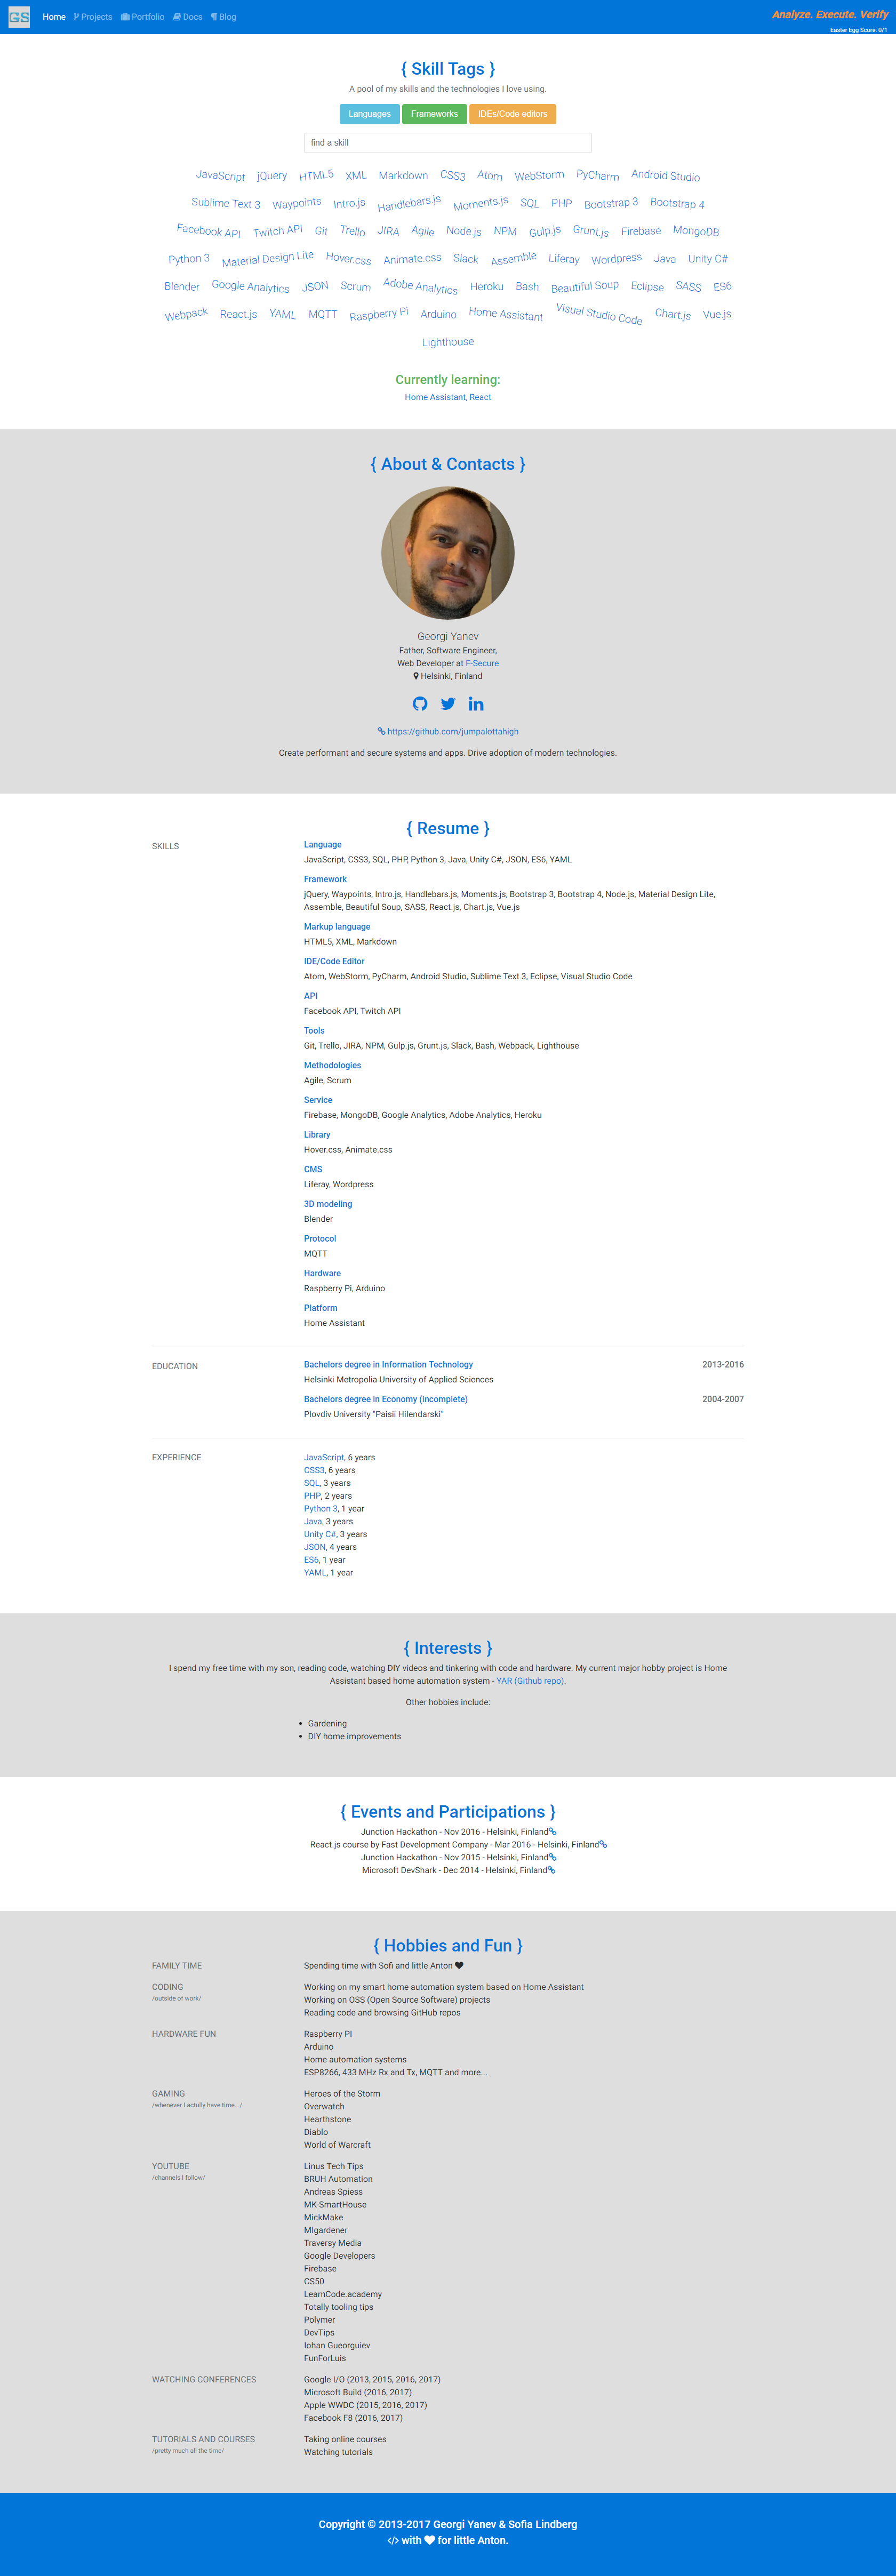 GS Home Projects Portfolio Docs Blog
Analyze. Execute. Verify
Easter Egg Score: 0/1
{ Skill Tags }
A pool of my skills and the technologies I love using.
Languages Frameworks IDEs/Code editors
find a skill
JavaScript jQuery HTML5 XML Markdown CSS3 Atom WebStorm PyCharm Android Studio
Sublime Text 3 Waypoints Intro.js Handlebars.js Moments.js SQL PHP Bootstrap 3 Bootstrap 4
Facebook API Twitch API Git Trello JIRA Agile Node.js NPM Gulp.js Grunt.js Firebase MongoDB
Python 3 Material Design Lite Hover.css Animate.css Slack Assemble Liferay Wordpress Java Unity C#
Blender Google Analytics JSON Scrum Adobe Analytics Heroku Bash Beautiful Soup Eclipse SASS ES6
Webpack React.js YAML MQTT Raspberry Pi Arduino Home Assistant Visual Studio Code Chart.js Vue.js
Lighthouse
Currently learning:
Home Assistant, React
{ About & Contacts }
Georgi Yanev
Father, Software Engineer,
Web Developer at F-Secure
Helsinki, Finland
https://github.com/jumpalottahigh
Create performant and secure systems and apps. Drive adoption of modern technologies.
{ Resume }
SKILLS
Language
JavaScript, CSS3, SQL, PHP, Python 3, Java, Unity C#, JSON, ES6, YAML
Framework
jQuery, Waypoints, Intro.js, Handlebars.js, Moments.js, Bootstrap 3, Bootstrap 4, Node.js, Material Design Lite,
Assemble, Beautiful Soup, SASS, React.js, Chart.js, Vue.js
Markup language
HTML5, XML, Markdown
IDE/Code Editor
Atom, WebStorm, PyCharm, Android Studio, Sublime Text 3, Eclipse, Visual Studio Code
API
Facebook API, Twitch API
Tools
Git, Trello, JIRA, NPM, Gulp.js, Grunt.js, Slack, Bash, Webpack, Lighthouse
Methodologies
Agile, Scrum
Service
Firebase, MongoDB, Google Analytics, Adobe Analytics, Heroku
Library
Hover.css, Animate.css
CMS
Liferay, Wordpress
3D modeling
Blender
Protocol
MQTT
Hardware
Raspberry Pi, Arduino
Platform
Home Assistant
EDUCATION
Bachelors degree in Information Technology 2013-2016
Helsinki Metropolia University of Applied Sciences
Bachelors degree in Economy (incomplete) 2004-2007
Plovdiv University "Paisii Hilendarski"
EXPERIENCE
JavaScript, 6 years
CSS3, 6 years
SQL, 3 years
PHP, 2 years
Python 3, 1 year
Java, 3 years
Unity C#, 3 years
JSON, 4 years
ES6, 1 year
YAML, 1 year
{ Interests }
I spend my free time with my son, reading code, watching DIY videos and tinkering with code and hardware. My current major hobby project is Home
Assistant based home automation system - YAR (Github repo).
Other hobbies include:
• Gardening
• DIY home improvements
{ Events and Participations }
Junction Hackathon - Nov 2016 - Helsinki, Finland
React.js course by Fast Development Company - Mar 2016 - Helsinki, Finland
Junction Hackathon - Nov 2015 - Helsinki, Finland
Microsoft DevShark - Dec 2014 - Helsinki, Finland
{ Hobbies and Fun }
FAMILY TIME
Spending time with Sofi and little Anton
CODING
/outside of work/
Working on my smart home automation system based on Home Assistant
Working on OSS (Open Source Software) projects
Reading code and browsing GitHub repos
HARDWARE FUN
Raspberry PI
Arduino
Home automation systems
ESP8266, 433 MHz Rx and Tx, MQTT and more...
GAMING
/whenever I actully have time.../
Heroes of the Storm
Overwatch
Hearthstone
Diablo
World of Warcraft
YOUTUBE
/channels I follow/
Linus Tech Tips
BRUH Automation
Andreas Spiess
MK-SmartHouse
MickMake
MIgardener
Traversy Media
Google Developers
Firebase
CS50
LearnCode.academy
Totally tooling tips
Polymer
DevTips
Iohan Gueorguiev
FunForLuis
WATCHING CONFERENCES
Google I/O (2013, 2015, 2016, 2017)
Microsoft Build (2016, 2017)
Apple WWDC (2015, 2016, 2017)
Facebook F8 (2016, 2017)
TUTORIALS AND COURSES
/pretty much all the time/
Taking online courses
Watching tutorials
Copyright © 2013-2017 Georgi Yanev & Sofia Lindberg
</> with ♥ for little Anton.